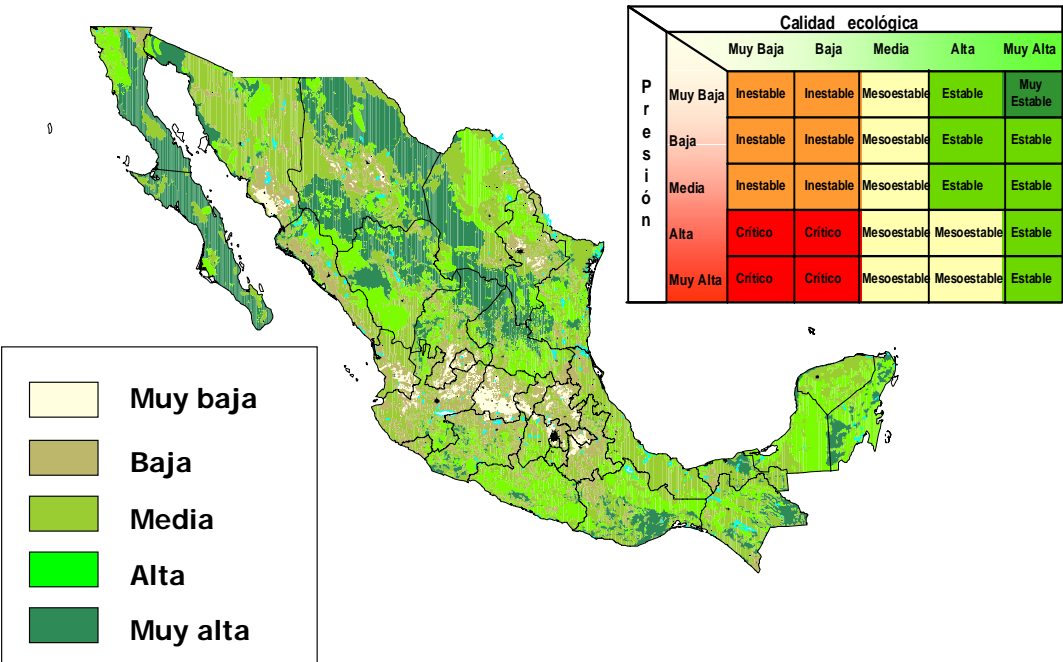 Calidad ecológica
Muy Baja Baja Media Alta Muy Alta
Presión
Muy Baja Inestable Inestable Mesoestable Estable Muy Estable
Baja Inestable Inestable Mesoestable Estable Estable
Media Inestable Inestable Mesoestable Estable Estable
Alta Crítico Crítico Mesoestable Mesoestable Estable
Muy Alta Crítico Crítico Mesoestable Mesoestable Estable
Muy baja
Baja
Media
Alta
Muy alta